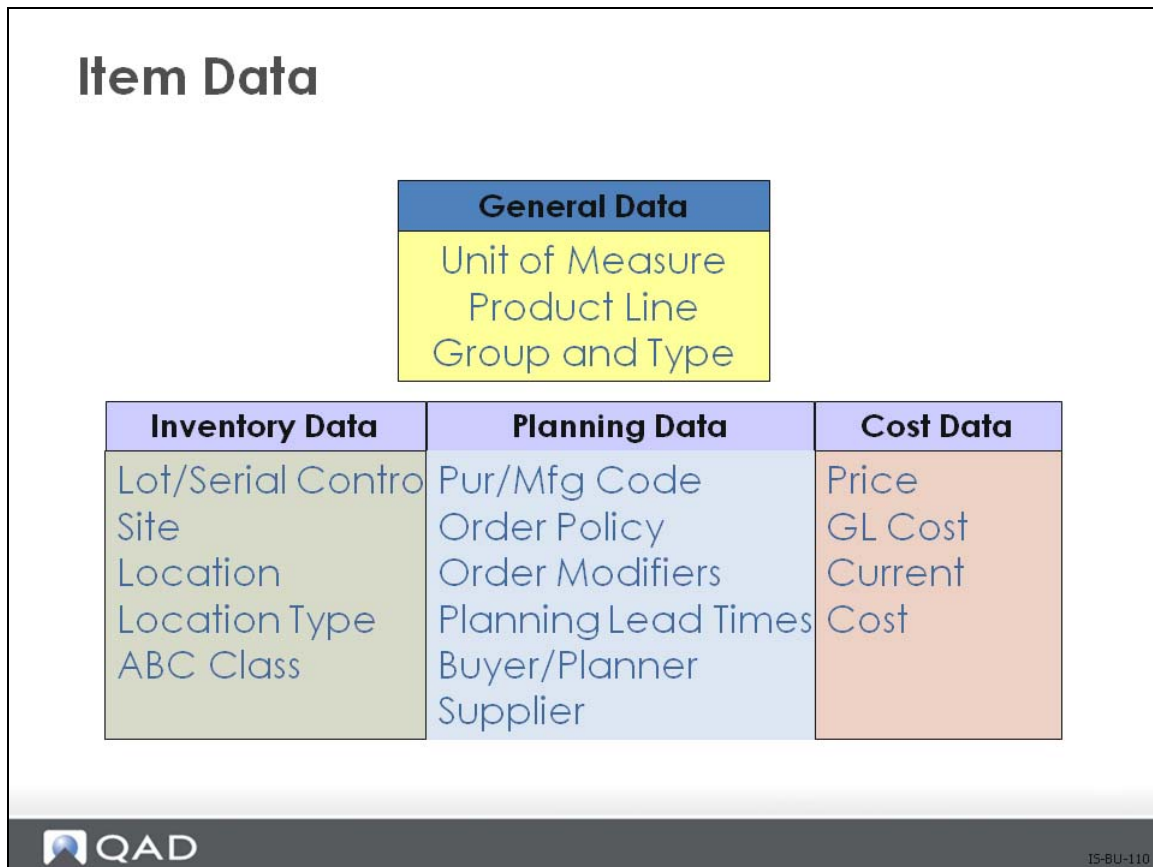 Item Data
General Data
Unit of Measure
Product Line
Group and Type
Inventory Data
Lot/Serial Contro
Site
Location
Location Type
ABC Class
Planning Data
Pur/Mfg Code
Order Policy
Order Modifiers
Planning Lead Times
Buyer/Planner
Supplier
Cost Data
Price
GL Cost
Current
Cost
QAD
IS-BU-110